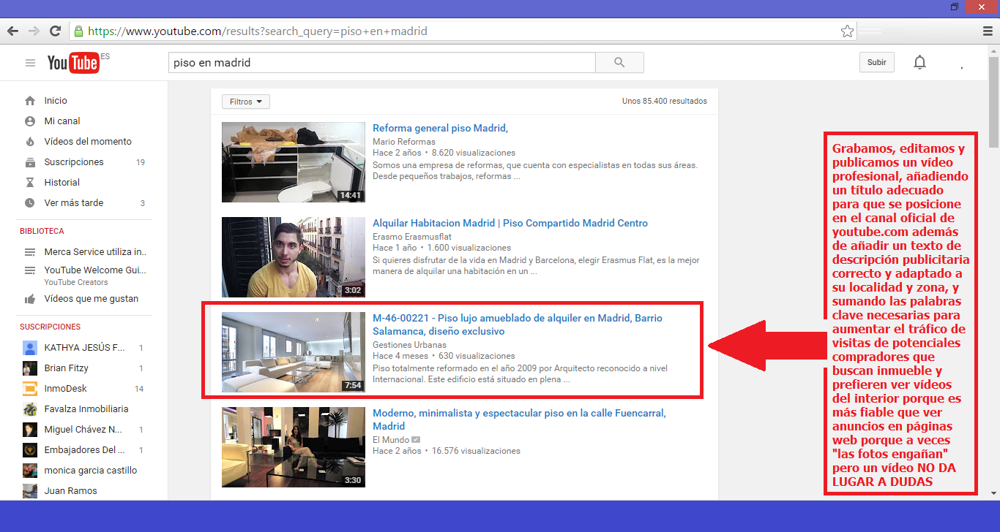 https://www.youtube.com/results?search_query=piso+en+madrid
YouTube ES
piso en madrid
Subir
Inicio
Mi canal
Vídeos del momento
Suscripciones 19
Historial
Ver más tarde 3
BIBLIOTECA
Merca Service utiliza in..
YouTube Welcome Gui...
YouTube Creators
Vídeos que me gustan
SUSCRIPCIONES
KATHYA JESÚS F... 1
Brian Fitzy 1
InmoDesk 14
Favalza Inmobiliaria
Miguel Chávez N... 1
Embajadores Del ... 1
monica garcia castillo
Juan Ramos
Filtros
Unos 85.400 resultados
14:41
Reforma general piso Madrid,
Mario Reformas
Hace 2 años • 8.620 visualizaciones
Somos una empresa de reformas, que cuenta con especialistas en todas sus áreas.
Desde pequeños trabajos, reformas ...
3:02
Alquilar Habitacion Madrid | Piso Compartido Madrid Centro
Erasmo Erasmusflat
Hace 1 año • 1.600 visualizaciones
Si quieres disfrutar de la vida en Madrid y Barcelona, elegir Erasmus Flat, es la mejor
manera de alquilar una habitación en un ...
7:54
M-46-00221 - Piso lujo amueblado de alquiler en Madrid, Barrio
Salamanca, diseño exclusivo
Gestiones Urbanas
Hace 4 meses • 630 visualizaciones
Piso totalmente reformado en el año 2009 por Arquitecto reconocido a nivel
Internacional. Este edificio está situado en plena ...
3:30
Moderno, minimalista y espectacular piso en la calle Fuencarral,
Madrid
El Mundo
Hace 2 años • 16.576 visualizaciones
Grabamos, editamos y
publicamos un vídeo
profesional, añadiendo
un título adecuado
para que se posicione
en el canal oficial de
youtube.com además
de añadir un texto de
descripción publicitaria
correcto y adaptado a
su localidad y zona, y
sumando las palabras
clave necesarias para
aumentar el tráfico de
visitas de potenciales
compradores que
buscan inmueble y
prefieren ver vídeos
del interior porque es
más fiable que ver
anuncios en páginas
web porque a veces
"las fotos engañan"
pero un vídeo NO DA
LUGAR A DUDAS